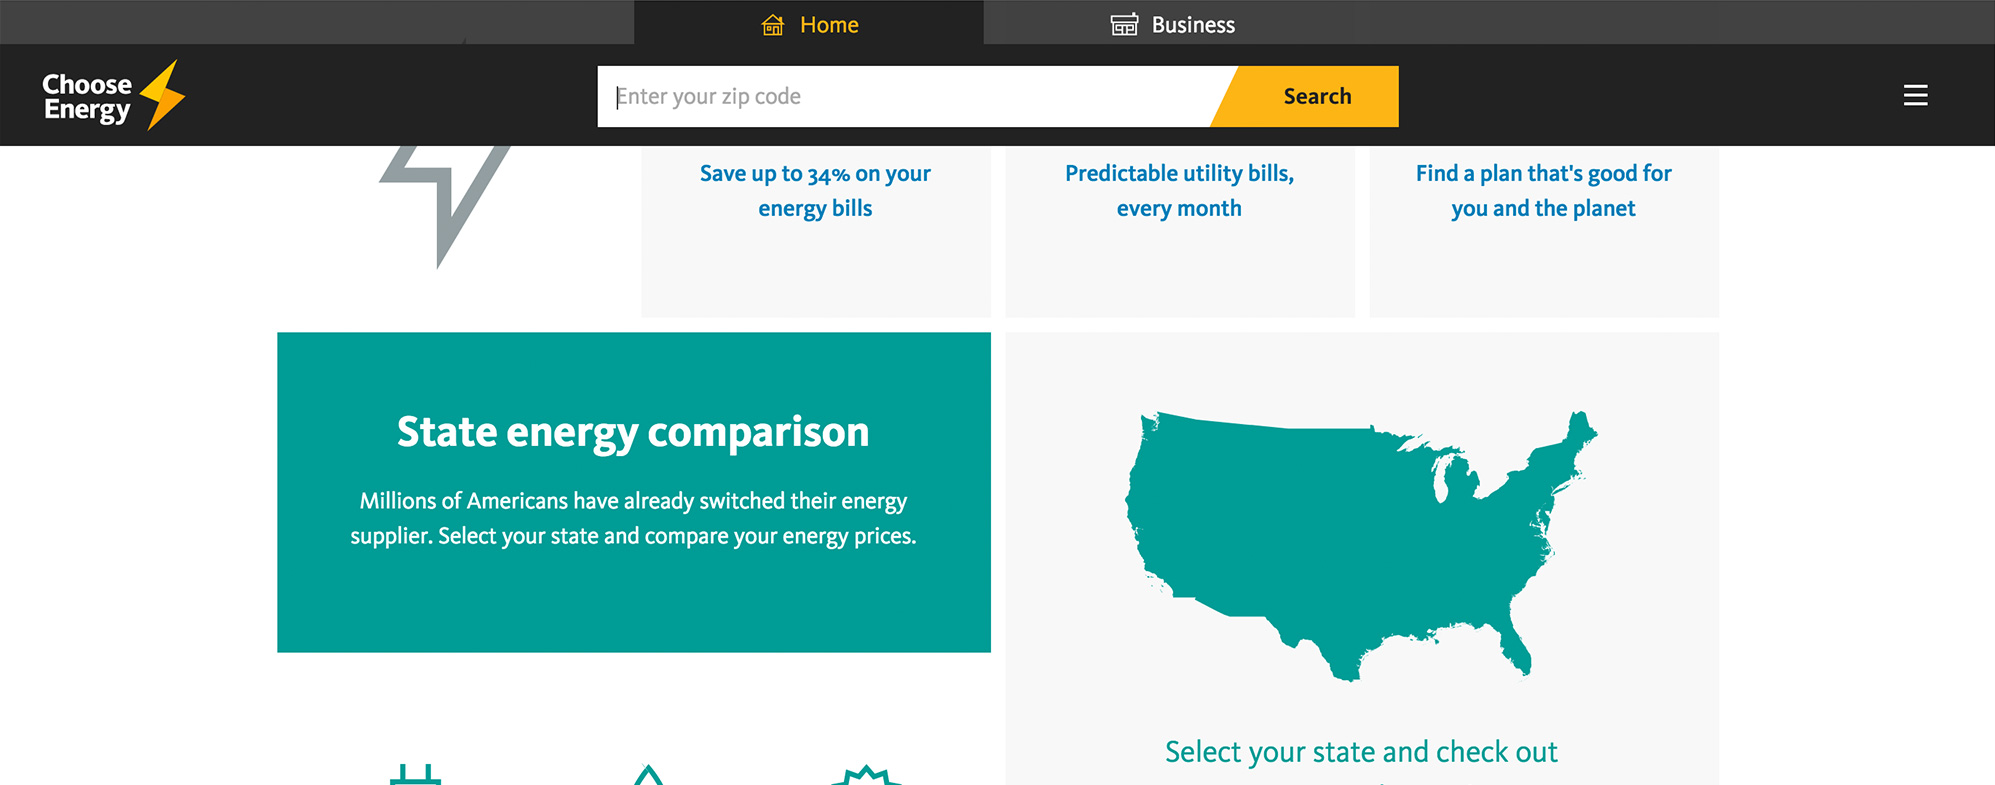 Home
Business
Choose
Energy
Enter your zip code
Search
Save up to 34% on your
energy bills
Predictable utility bills,
every month
Find a plan that's good for
you and the planet
State energy comparison
Millions of Americans have already switched their energy
supplier. Select your state and compare your energy prices.
Select your state and check out